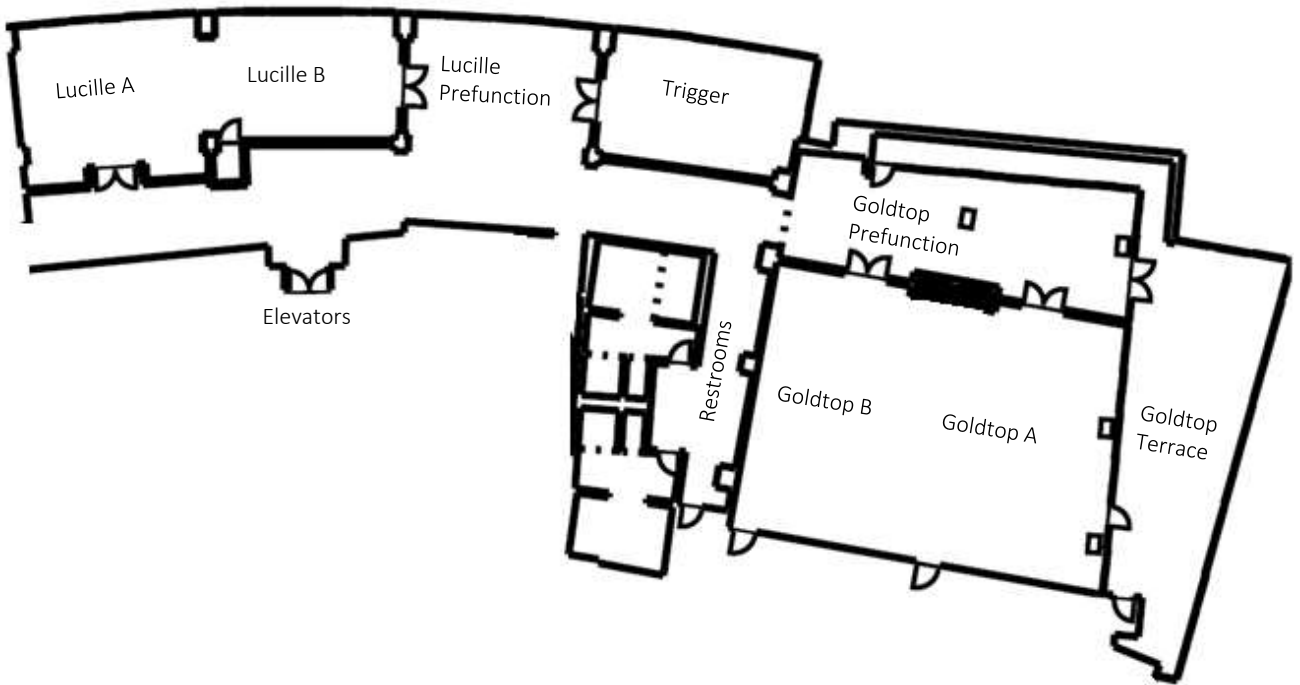 Lucille A
Lucille B
Lucille
Prefunction
Trigger
Goldtop
Prefunction
Elevators
Restrooms
Goldtop B
Goldtop A
Goldtop
Terrace